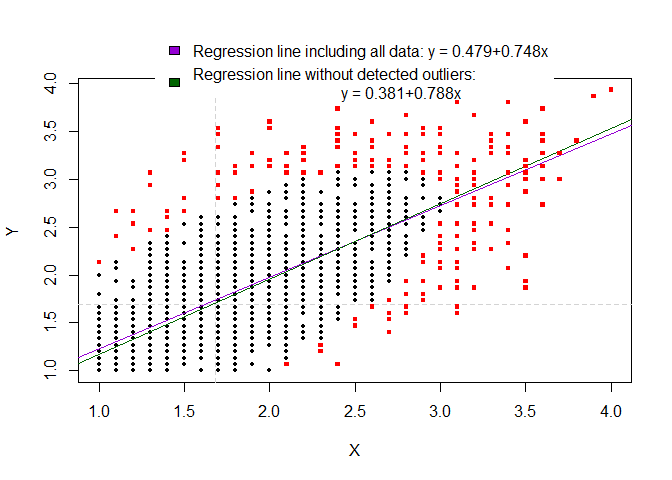 Regression line including all data: y = 0.479+0.748x
Regression line without detected outliers:
y = 0.381+0.788x
4.0
3.5
3.0
2.5
2.0
1.5
1.0
Y
1.0 1.5 2.0 2.5 3.0 3.5 4.0
X